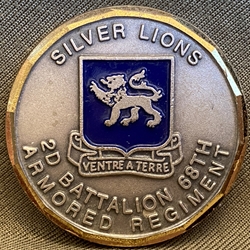 SILVER LIONS
VENTRE A TERRE
2D BATTALION 68TH
ARMORED REGIMENT